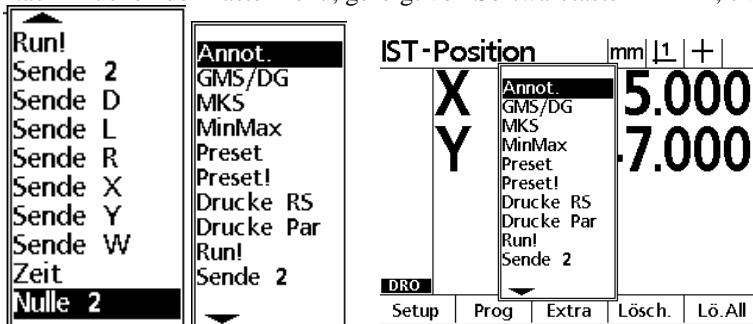 Run!
Sende 2
Sende D
Sende L
Sende R
Sende X
Sende Y
Sende W
Zeit
Nulle 2
Annot.
GMS/DG
MKS
MinMax
Preset
Preset!
Drucke RS
Drucke Par
Run!
Sende 2
IST-Position mm 1 +
X 5.000
Y -7.000
Annot.
GMS/DG
MKS
MinMax
Preset
Preset!
Drucke RS
Drucke Par
Run!
Sende 2
DRO
Setup Prog Extra Lösch. Lö.All